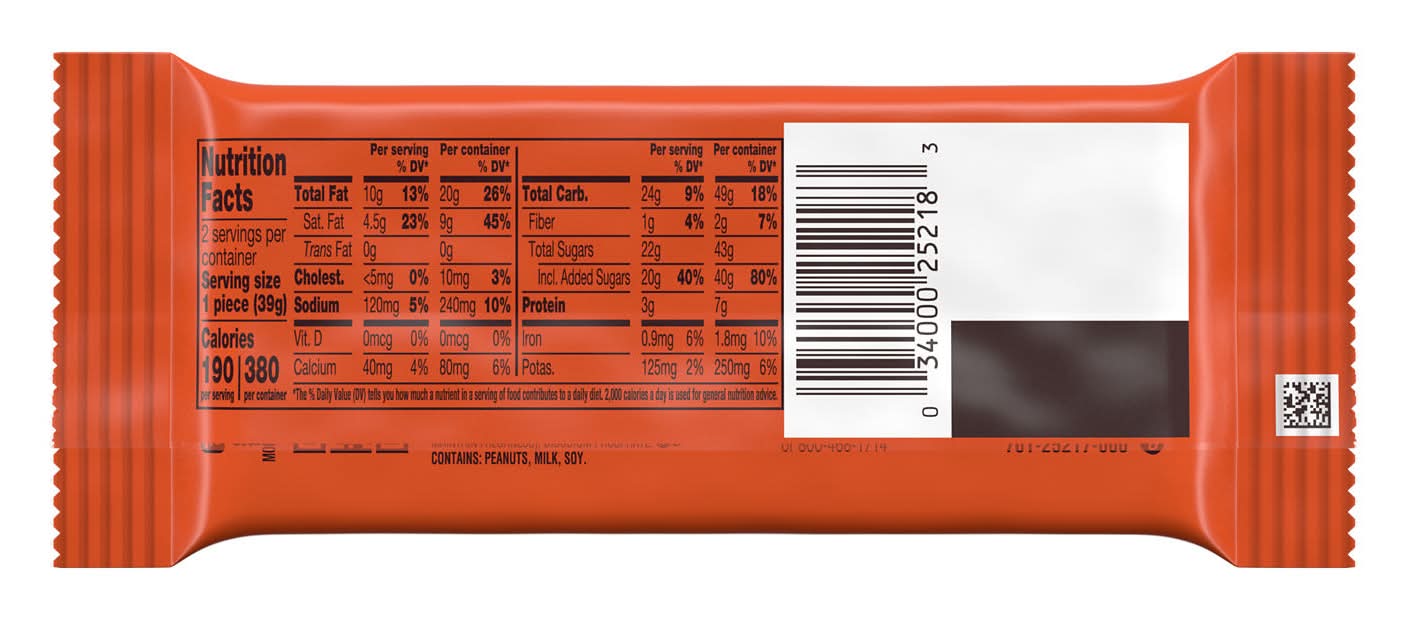 Nutrition
Facts
2 servings per
container
Serving size
1 piece (39g)
Calories
190 380
per serving per container
Per serving Per container
% DV* % DV*
Total Fat 10g 13% 20g 26%
Sat. Fat 4.5g 23% 9g 45%
Trans Fat 0g 0g
Cholest. <5mg 0% 10mg 3%
Sodium 120mg 5% 240mg 10%
Vit. D 0mcg 0% 0mcg 0%
Calcium 40mg 4% 80mg 6%
Per serving Per container
% DV* % DV*
Total Carb. 24g 9% 49g 18%
Fiber 1g 4% 2g 7%
Total Sugars 22g 43g
Incl. Added Sugars 20g 40% 40g 80%
Protein 3g 7g
Iron 0.9mg 6% 1.8mg 10%
Potas. 125mg 2% 250mg 6%
*The % Daily Value (DV) tells you how much a nutrient in a serving of food contributes to a daily diet. 2,000 calories a day is used for general nutrition advice.
0 34000 25218 3
CONTAINS: PEANUTS, MILK, SOY.